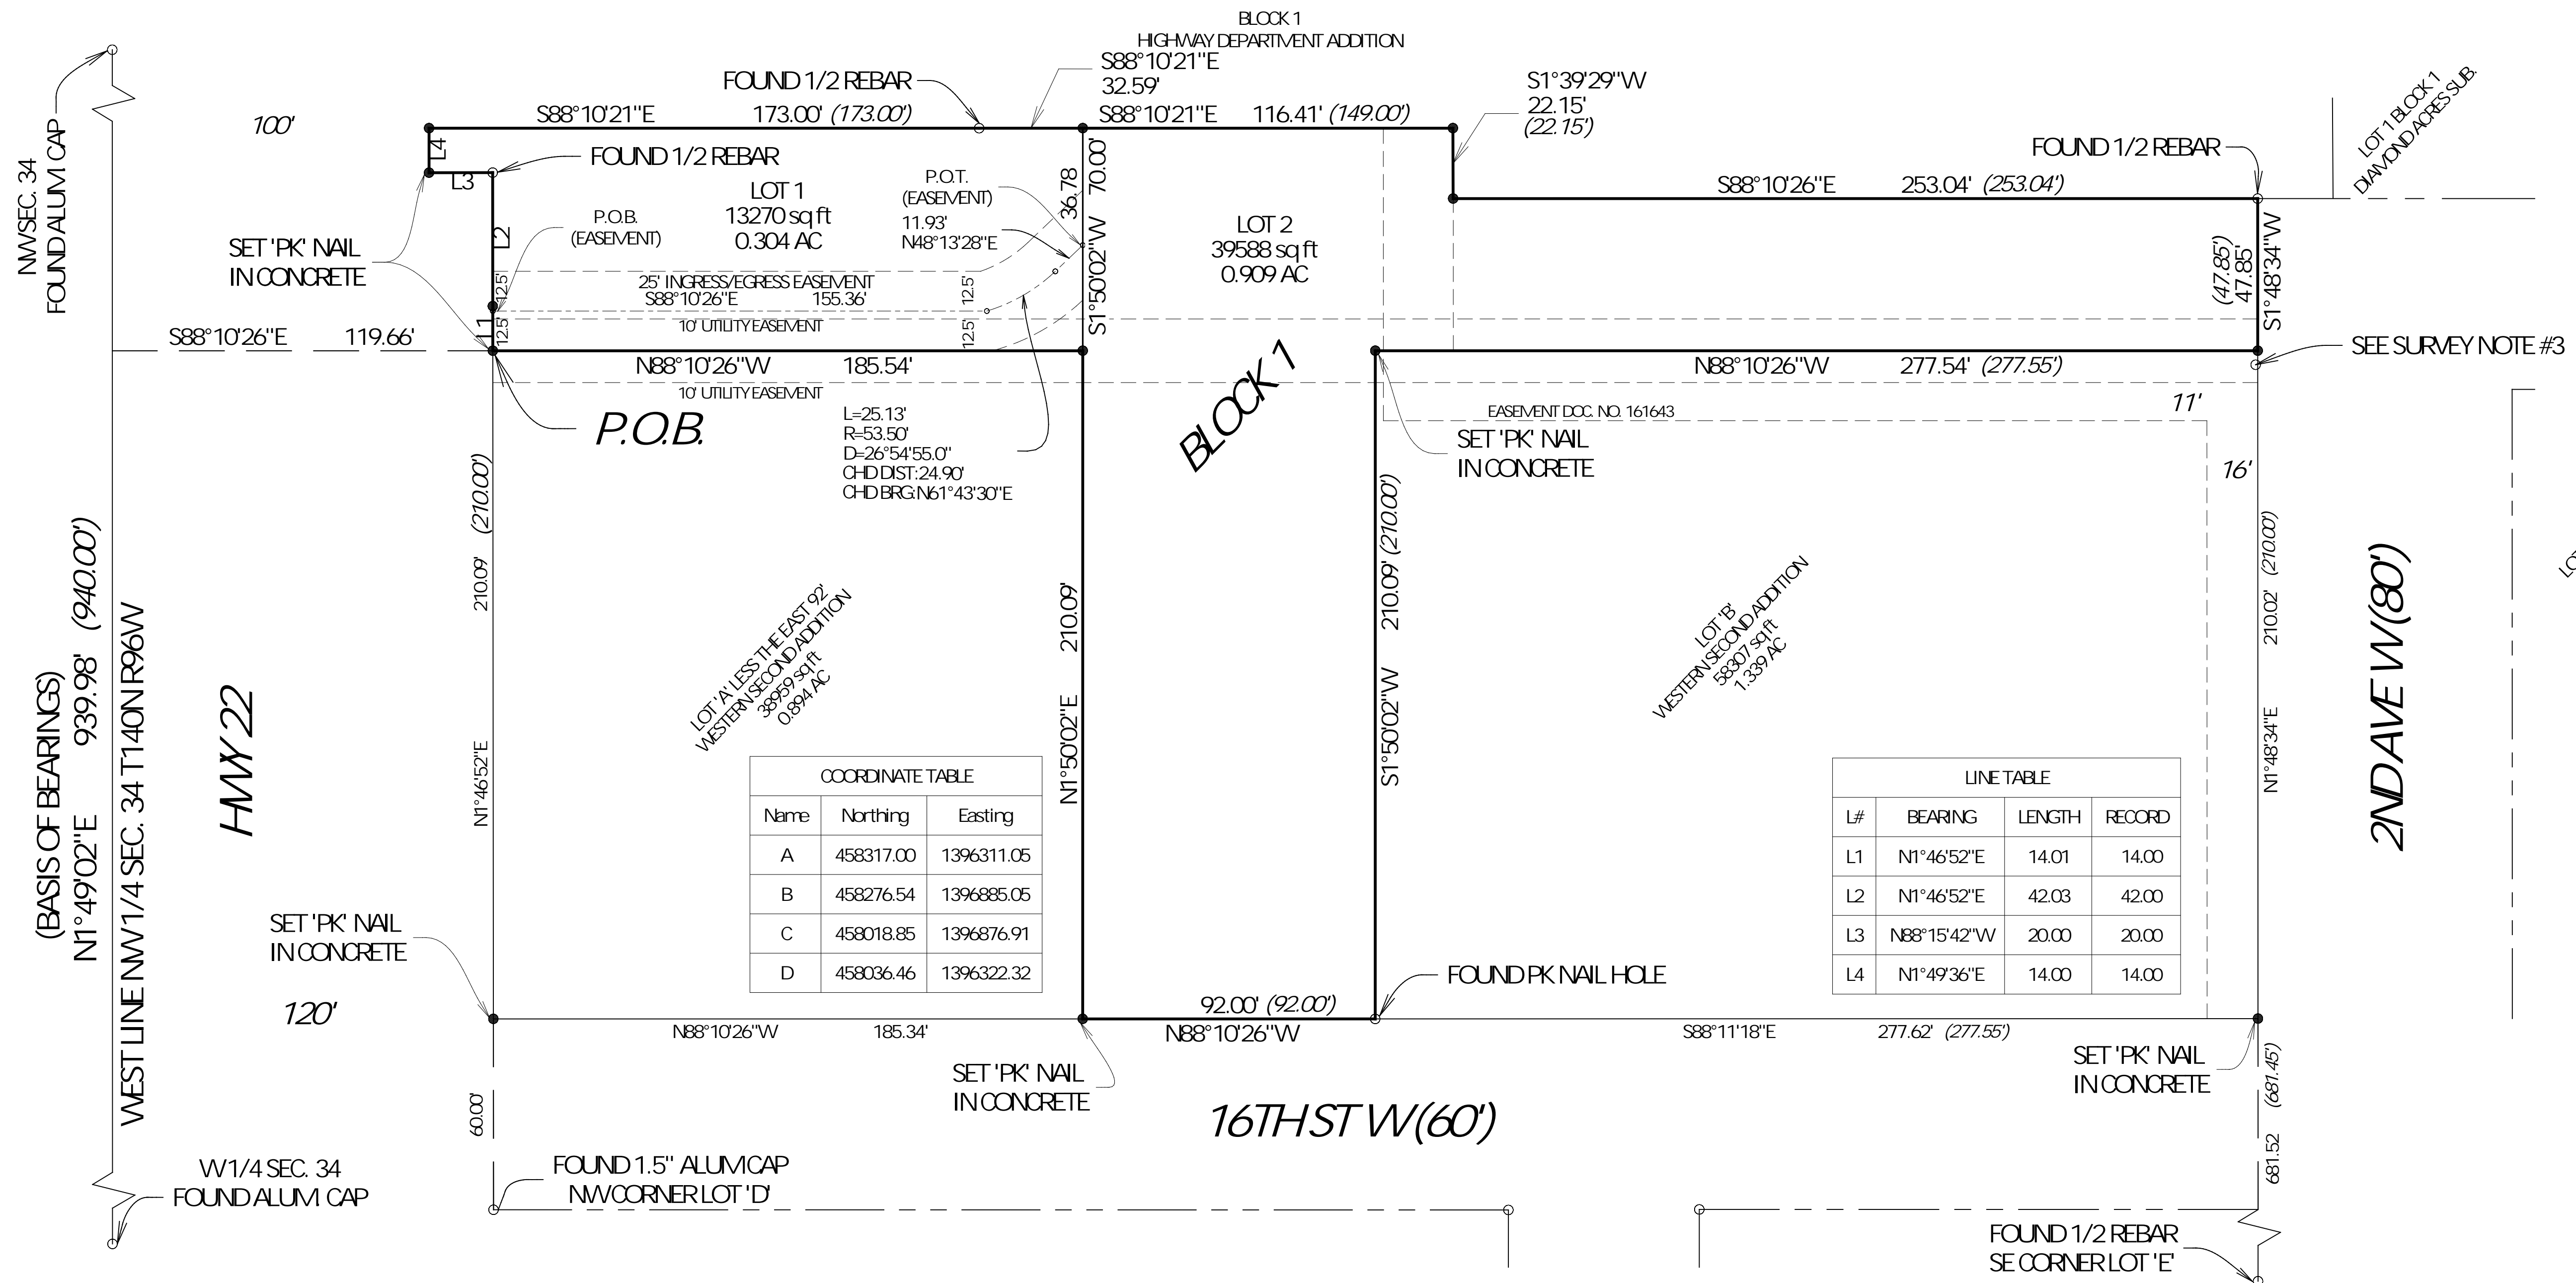 BLOCK 1
HIGHWAY DEPARTMENT ADDITION
S88°10'21"E
32.59'
FOUND 1/2 REBAR
S88°10'21"E 173.00' (173.00')
S88°10'21"E 116.41' (149.00')
S1°39'29"W
22.15'
(22.15')
100'
NW SEC. 34
FOUND ALUM CAP
L4
L3
FOUND 1/2 REBAR
LOT 1
13270 sq ft
0.304 AC
P.O.T.
(EASEMENT)
11.93'
N48°13'28"E
36.78
70.00'
S1°50'02"W
LOT 2
39588 sq ft
0.909 AC
FOUND 1/2 REBAR
S88°10'26"E 253.04' (253.04')
LOT 1 BLOCK 1
DIAMOND ACRES SUB.
(47.85')
47.85'
S1°48'34"W
SET 'PK' NAIL
IN CONCRETE
P.O.B.
(EASEMENT)
L2
L1
12.5'
12.5'
25' INGRESS/EGRESS EASEMENT
S88°10'26"E 155.36'
12.5'
12.5'
10' UTILITY EASEMENT
S88°10'26"E 119.66'
N88°10'26"W 185.54'
10' UTILITY EASEMENT
P.O.B.
L=25.13'
R=53.50'
D=26°54'55.0"
CHD DIST:24.90'
CHD BRG:N61°43'30"E
BLOCK 1
N88°10'26"W 277.54' (277.55')
SEE SURVEY NOTE #3
EASEMENT DOC. NO. 161643
11'
16'
SET 'PK' NAIL
IN CONCRETE
(BASIS OF BEARINGS)
N1°49'02"E 939.98' (940.00')
WEST LINE NW 1/4 SEC. 34 T140N R96W
HWY 22
N1°46'52"E 210.09' (210.00')
LOT 'A' LESS THE EAST 92'
WESTERN SECOND ADDITION
38959 sq ft
0.894 AC
N1°50'02"E 210.09'
S1°50'02"W 210.09' (210.00')
LOT 'B'
WESTERN SECOND ADDITION
58307 sq ft
1.339 AC
N1°48'34"E 210.02' (210.00')
2ND AVE W (80')
COORDINATE TABLE
Name Northing Easting
A 458317.00 1396311.05
B 458276.54 1396885.05
C 458018.85 1396876.91
D 458036.46 1396322.32
LINE TABLE
L# BEARING LENGTH RECORD
L1 N1°46'52"E 14.01 14.00
L2 N1°46'52"E 42.03 42.00
L3 N88°15'42"W 20.00 20.00
L4 N1°49'36"E 14.00 14.00
SET 'PK' NAIL
IN CONCRETE
120'
FOUND PK NAIL HOLE
92.00' (92.00')
N88°10'26"W
N88°10'26"W 185.34'
S88°11'18"E 277.62' (277.55')
SET 'PK' NAIL
IN CONCRETE
SET 'PK' NAIL
IN CONCRETE
16TH ST W (60')
60.00'
681.52 (681.45')
W 1/4 SEC. 34
FOUND ALUM. CAP
FOUND 1.5" ALUM CAP
NW CORNER LOT 'D'
FOUND 1/2 REBAR
SE CORNER LOT 'E'